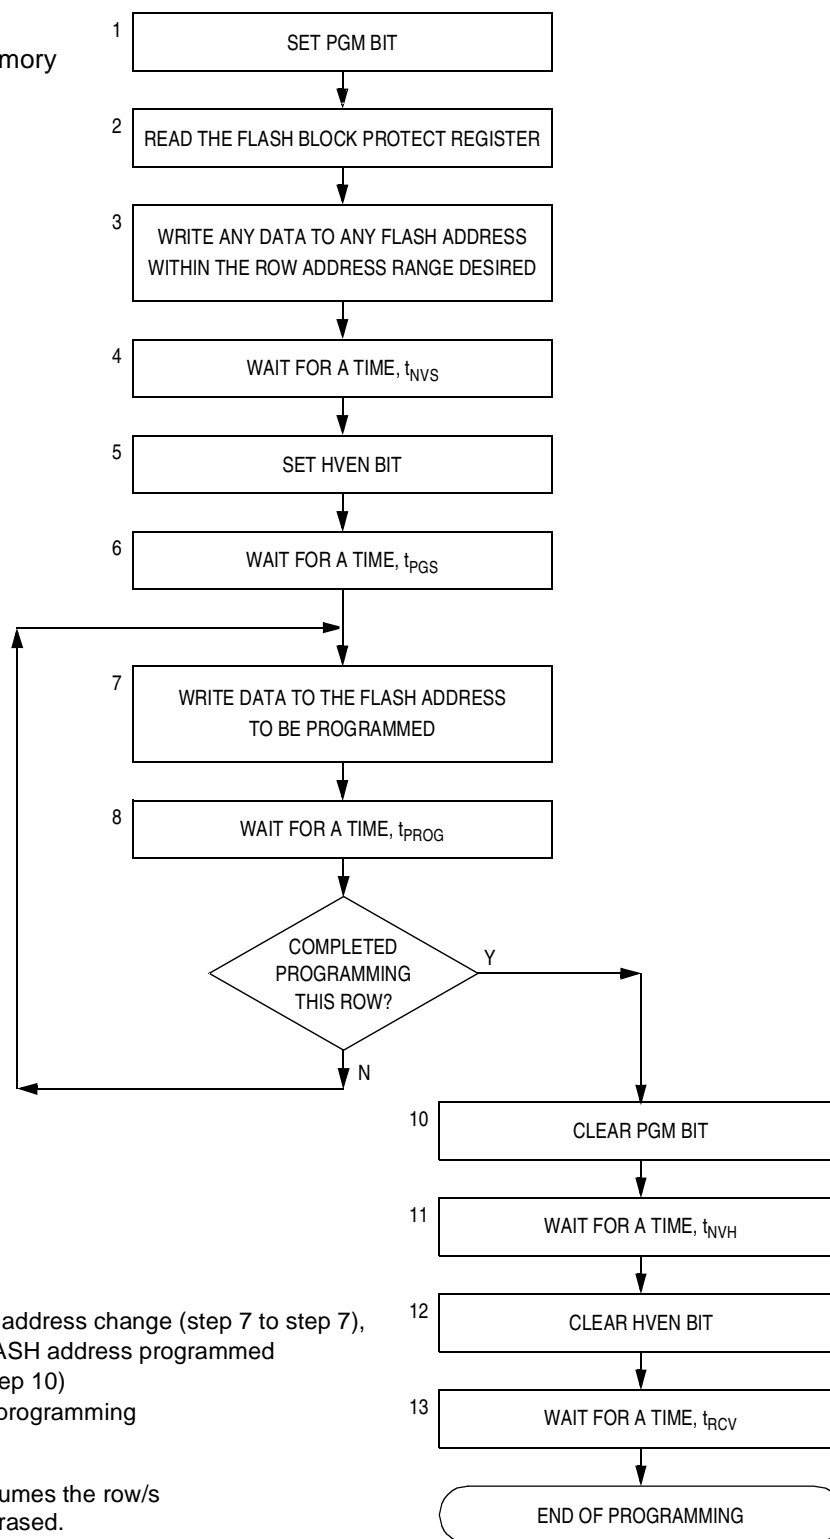 1
SET PGM BIT
mory
2
READ THE FLASH BLOCK PROTECT REGISTER
3
WRITE ANY DATA TO ANY FLASH ADDRESS
WITHIN THE ROW ADDRESS RANGE DESIRED
4
WAIT FOR A TIME, tNVS
5
SET HVEN BIT
6
WAIT FOR A TIME, tPGS
7
WRITE DATA TO THE FLASH ADDRESS
TO BE PROGRAMMED
8
WAIT FOR A TIME, tPROG
COMPLETED
PROGRAMMING
THIS ROW?
Y
N
10
CLEAR PGM BIT
11
WAIT FOR A TIME, tNVH
12
CLEAR HVEN BIT
13
WAIT FOR A TIME, tRCV
END OF PROGRAMMING
address change (step 7 to step 7),
ASH address programmed
ep 10)
programming
umes the row/s
rased.